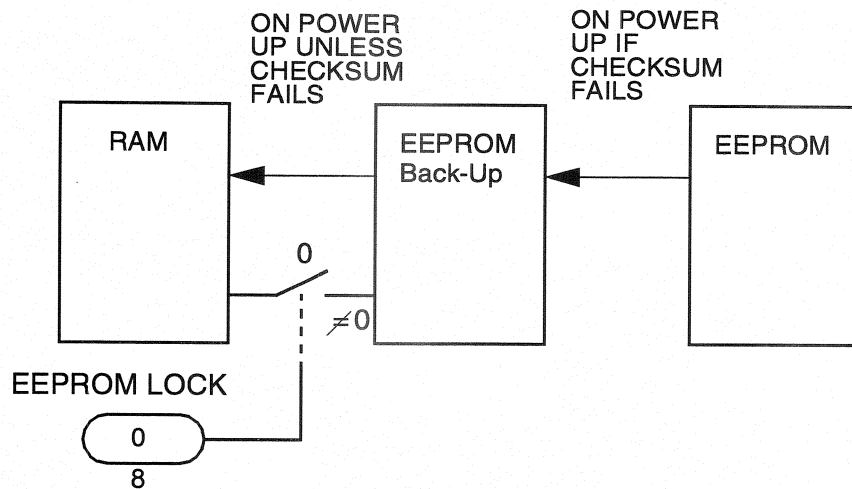 ON POWER
UP UNLESS
CHECKSUM
FAILS
ON POWER
UP IF
CHECKSUM
FAILS
RAM
EEPROM
Back-Up
EEPROM
0
≠0
EEPROM LOCK
0
8